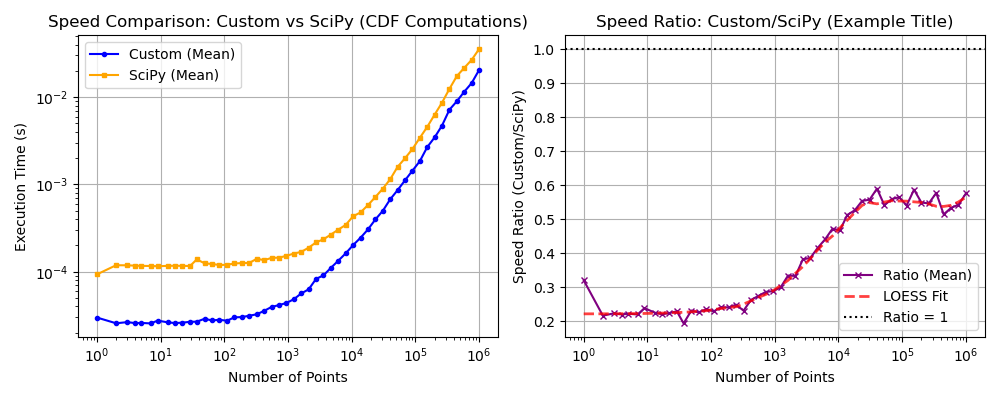 Speed Comparison: Custom vs SciPy (CDF Computations)
Custom (Mean)
SciPy (Mean)
Execution Time (s)
10⁻²
10⁻³
10⁻⁴
10⁰ 10¹ 10² 10³ 10⁴ 10⁵ 10⁶
Number of Points
Speed Ratio: Custom/SciPy (Example Title)
Speed Ratio (Custom/SciPy)
1.0
0.9
0.8
0.7
0.6
0.5
0.4
0.3
0.2
Ratio (Mean)
LOESS Fit
Ratio = 1
10⁰ 10¹ 10² 10³ 10⁴ 10⁵ 10⁶
Number of Points